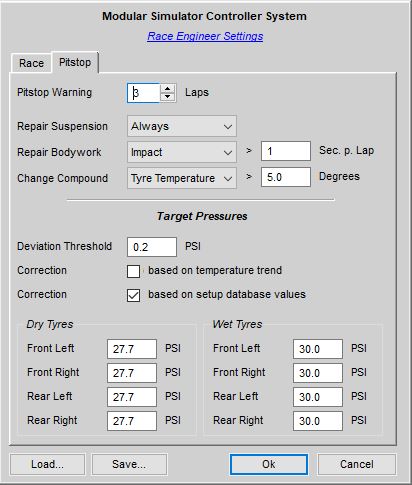 Modular Simulator Controller System
Race Engineer Settings
Race Pitstop
Pitstop Warning 3 Laps
Repair Suspension Always
Repair Bodywork Impact > 1 Sec. p. Lap
Change Compound Tyre Temperature > 5.0 Degrees
Target Pressures
Deviation Threshold 0.2 PSI
Correction based on temperature trend
Correction based on setup database values
Dry Tyres Wet Tyres
Front Left 27.7 PSI Front Left 30.0 PSI
Front Right 27.7 PSI Front Right 30.0 PSI
Rear Left 27.7 PSI Rear Left 30.0 PSI
Rear Right 27.7 PSI Rear Right 30.0 PSI
Load... Save... Ok Cancel